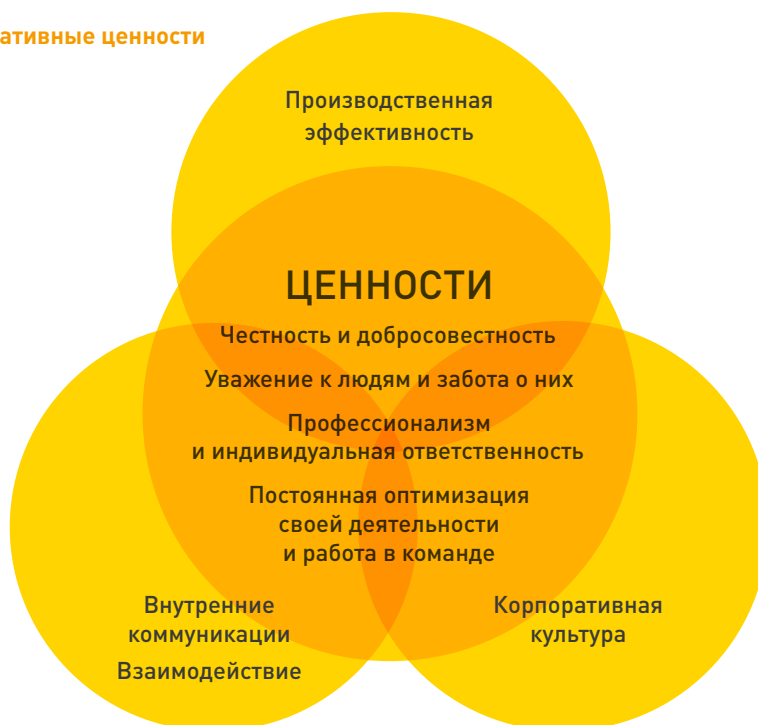 ативные ценности
Производственная
эффективность
ЦЕННОСТИ
Честность и добросовестность
Уважение к людям и забота о них
Профессионализм
и индивидуальная ответственность
Постоянная оптимизация
своей деятельности
и работа в команде
Внутренние
коммуникации
Взаимодействие
Корпоративная
культура